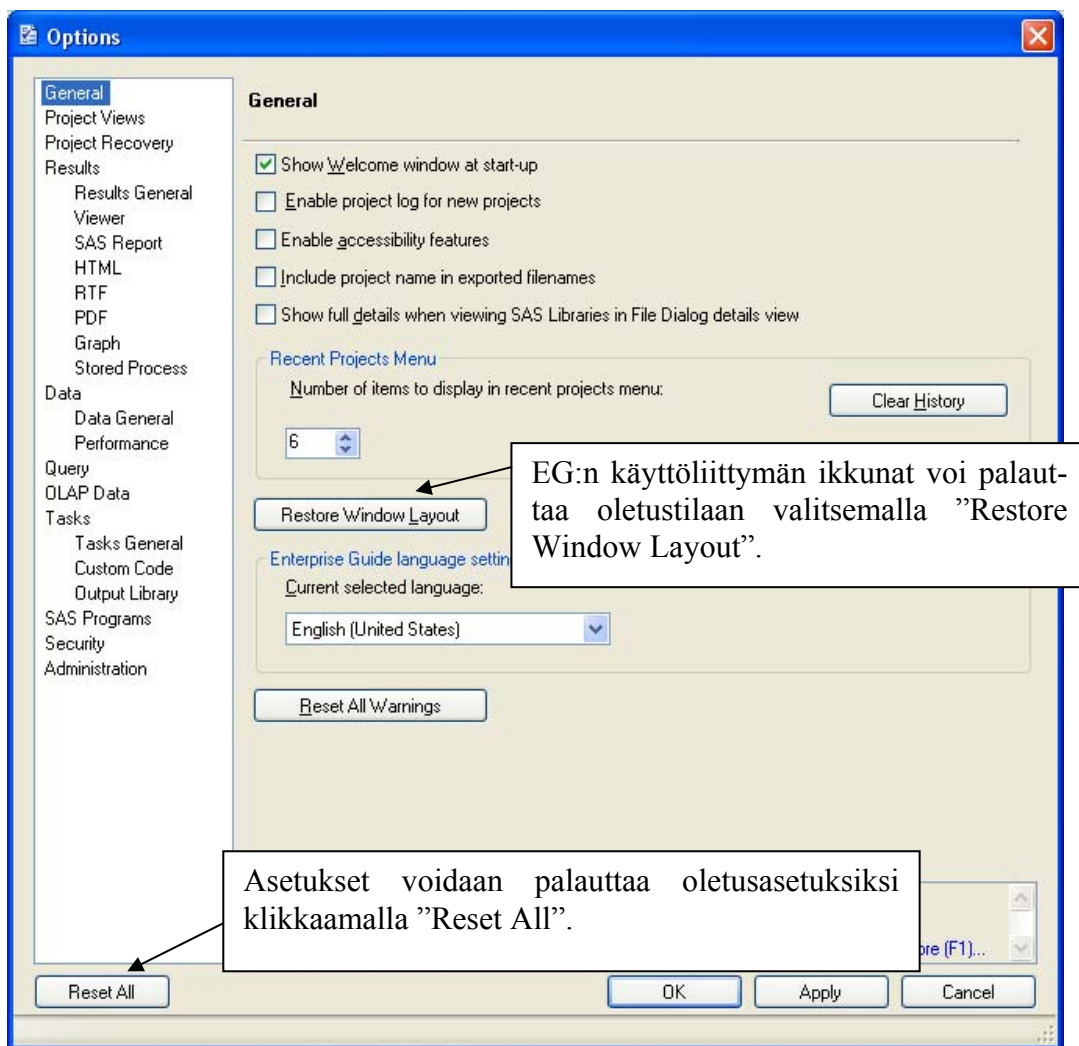 Options
General
Project Views
Project Recovery
Results
Results General
Viewer
SAS Report
HTML
RTF
PDF
Graph
Stored Process
Data
Data General
Performance
Query
OLAP Data
Tasks
Tasks General
Custom Code
Output Library
SAS Programs
Security
Administration
General
Show Welcome window at start-up
Enable project log for new projects
Enable accessibility features
Include project name in exported filenames
Show full details when viewing SAS Libraries in File Dialog details view
Recent Projects Menu
Number of items to display in recent projects menu:
Clear History
6
EG:n käyttöliittymän ikkunat voi palaut-
taa oletustilaan valitsemalla ”Restore
Window Layout”.
Restore Window Layout
Enterprise Guide language
Current selected language:
English (United States)
Reset All Warnings
Asetukset voidaan palauttaa oletusasetuksiksi
klikkaamalla ”Reset All”.
(F1)...
Reset All
OK
Apply
Cancel